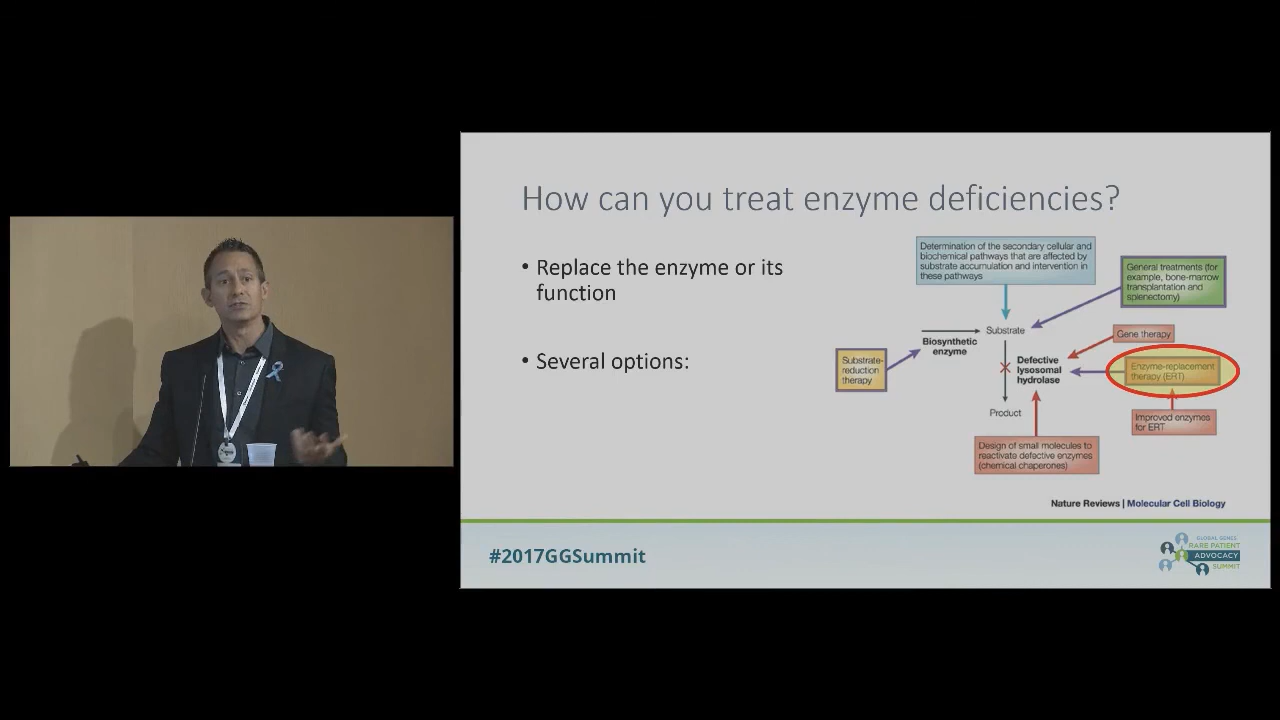 How can you treat enzyme deficiencies?
• Replace the enzyme or its
function
• Several options:
Determination of the secondary cellular and
biochemical pathways that are affected by
substrate accumulation and intervention in
these pathways
General treatments (for
example, bone-marrow
transplantation and
splenectomy)
Substrate
Biosynthetic
enzyme
Gene therapy
Substrate-
reduction
therapy
Defective
lysosomal
hydrolase
Enzyme-replacement
therapy (ERT)
Product
Improved enzymes
for ERT
Design of small molecules to
reactivate defective enzymes
(chemical chaperones)
Nature Reviews | Molecular Cell Biology
#2017GGSummit
GLOBAL GENES
RARE PATIENT
ADVOCACY
SUMMIT